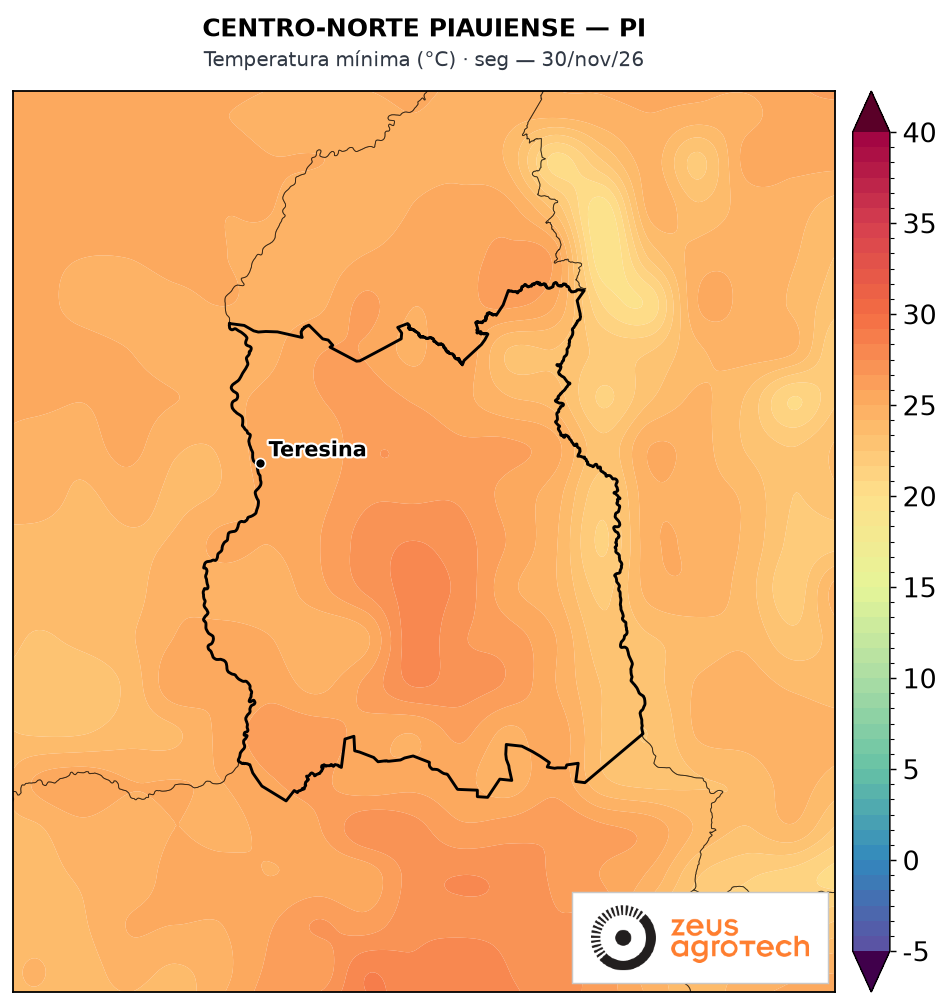 CENTRO-NORTE PIAUIENSE — PI
Temperatura mínima (°C) · seg — 30/nov/26
Teresina
40
35
30
25
20
15
10
5
0
-5
zeus
agrotech